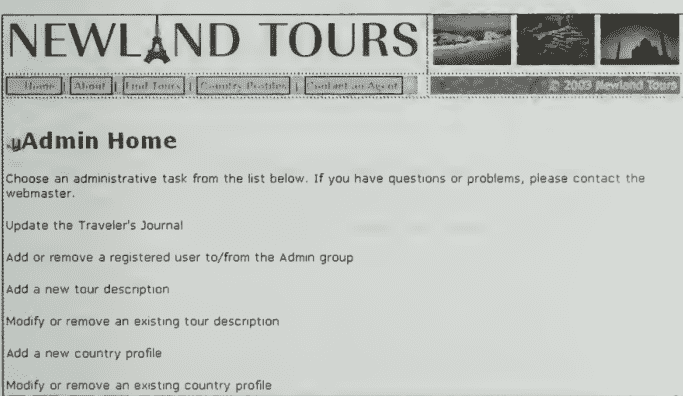 NEWLAND TOURS
Home | About | Find Tours | Country Profiles | Contact an Agent
© 2003 Newland Tours
Admin Home
Choose an administrative task from the list below. If you have questions or problems, please contact the
webmaster.
Update the Traveler's Journal
Add or remove a registered user to/from the Admin group
Add a new tour description
Modify or remove an existing tour description
Add a new country profile
Modify or remove an existing country profile